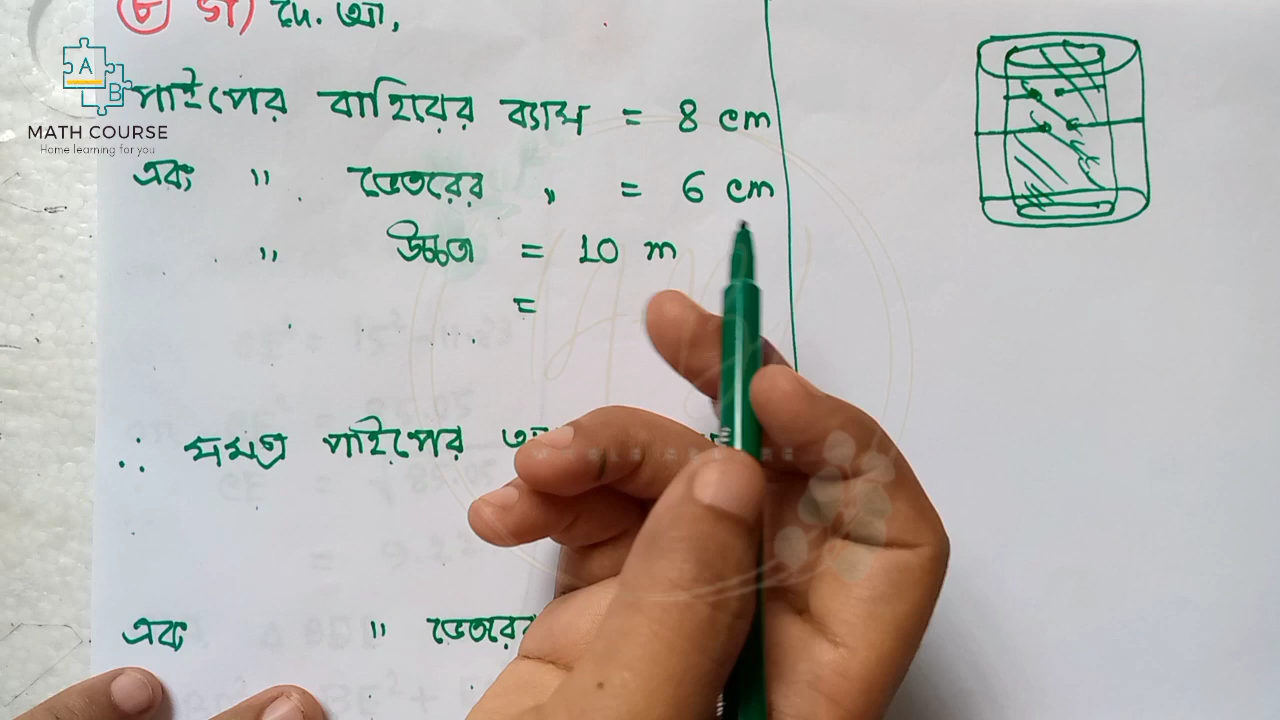 ৮ গ) দে. আ,
পাইপের বাহিরের ব্যাস = 8 cm
এবং " ভেতরের " = 6 cm
" উচ্চতা = 10 m
=
∴ সমগ্র পাইপের
এবং " ভেতরের
A
B
MATH COURSE
Home learning for you